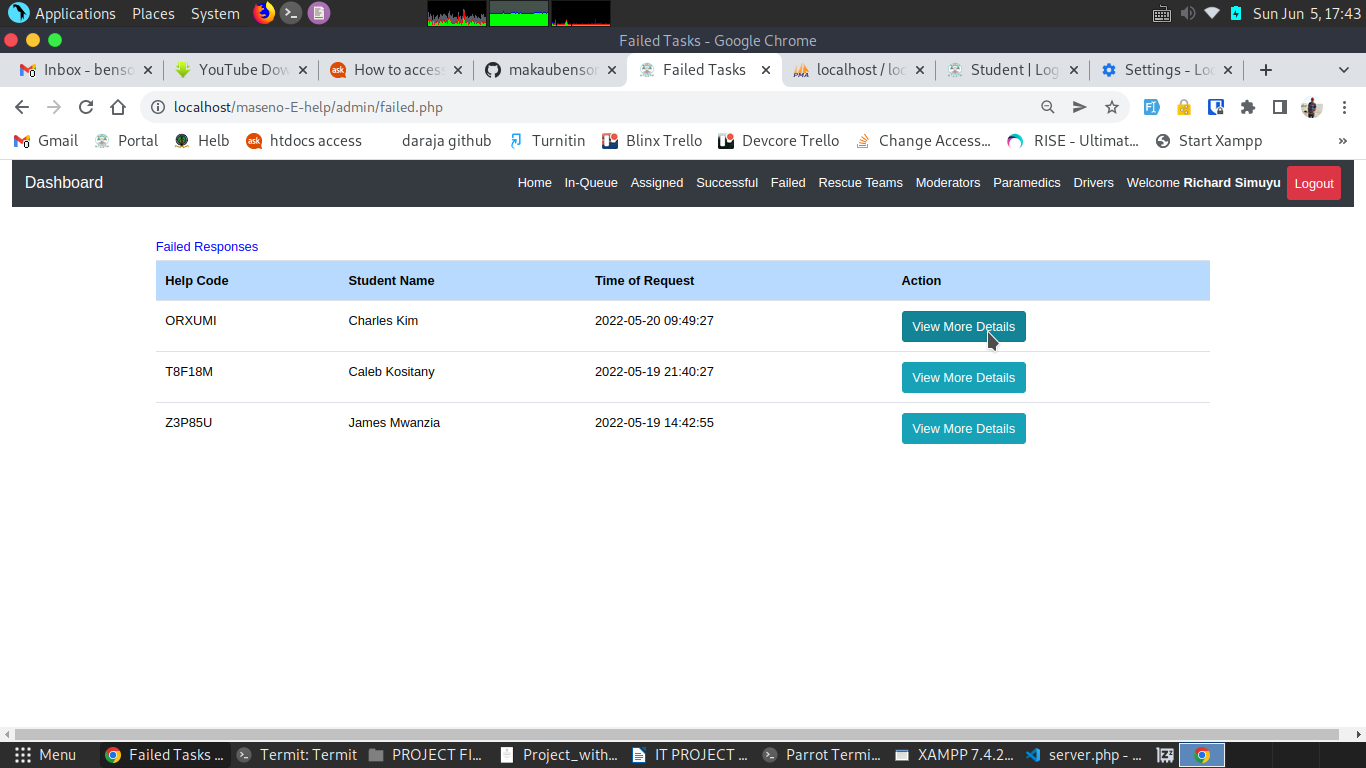 Applications Places System Sun Jun 5, 17:43
Failed Tasks - Google Chrome
Inbox - benso YouTube Dow How to acces makaubenson Failed Tasks localhost / loc Student | Log Settings - Loc
localhost/maseno-E-help/admin/failed.php
Gmail Portal Helb ask htdocs access daraja github Turnitin Blinx Trello Devcore Trello Change Access... RISE - Ultimat... Start Xampp »
Dashboard Home In-Queue Assigned Successful Failed Rescue Teams Moderators Paramedics Drivers Welcome Richard Simuyu Logout
Failed Responses
Help Code Student Name Time of Request Action
ORXUMI Charles Kim 2022-05-20 09:49:27 View More Details
T8F18M Caleb Kositany 2022-05-19 21:40:27 View More Details
Z3P85U James Mwanzia 2022-05-19 14:42:55 View More Details
Menu Failed Tasks ... Termit: Termit PROJECT FI... Project_with... IT PROJECT ... Parrot Termi... XAMPP 7.4.2... server.php - ...